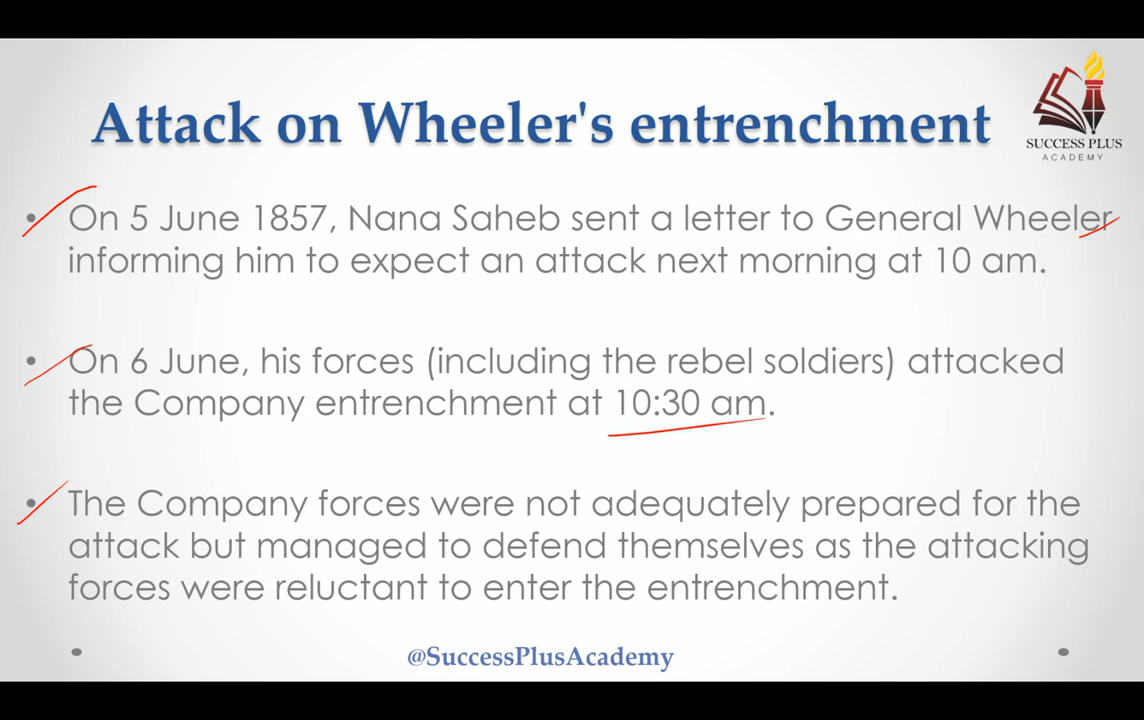 Attack on Wheeler's entrenchment
SUCCESS PLUS
ACADEMY
• On 5 June 1857, Nana Saheb sent a letter to General Wheeler
informing him to expect an attack next morning at 10 am.
• On 6 June, his forces (including the rebel soldiers) attacked
the Company entrenchment at 10:30 am.
• The Company forces were not adequately prepared for the
attack but managed to defend themselves as the attacking
forces were reluctant to enter the entrenchment.
@SuccessPlusAcademy